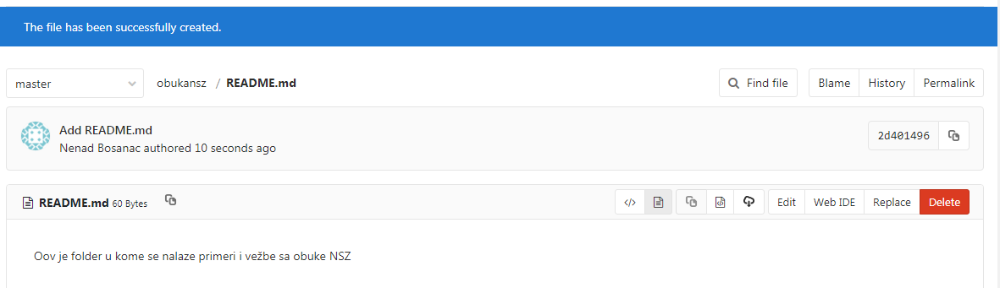 The file has been successfully created.
master obukansz / README.md Find file Blame History Permalink
Add README.md
Nenad Bosanac authored 10 seconds ago
2d401496
README.md 60 Bytes </> Edit Web IDE Replace Delete
Oov je folder u kome se nalaze primeri i vežbe sa obuke NSZ